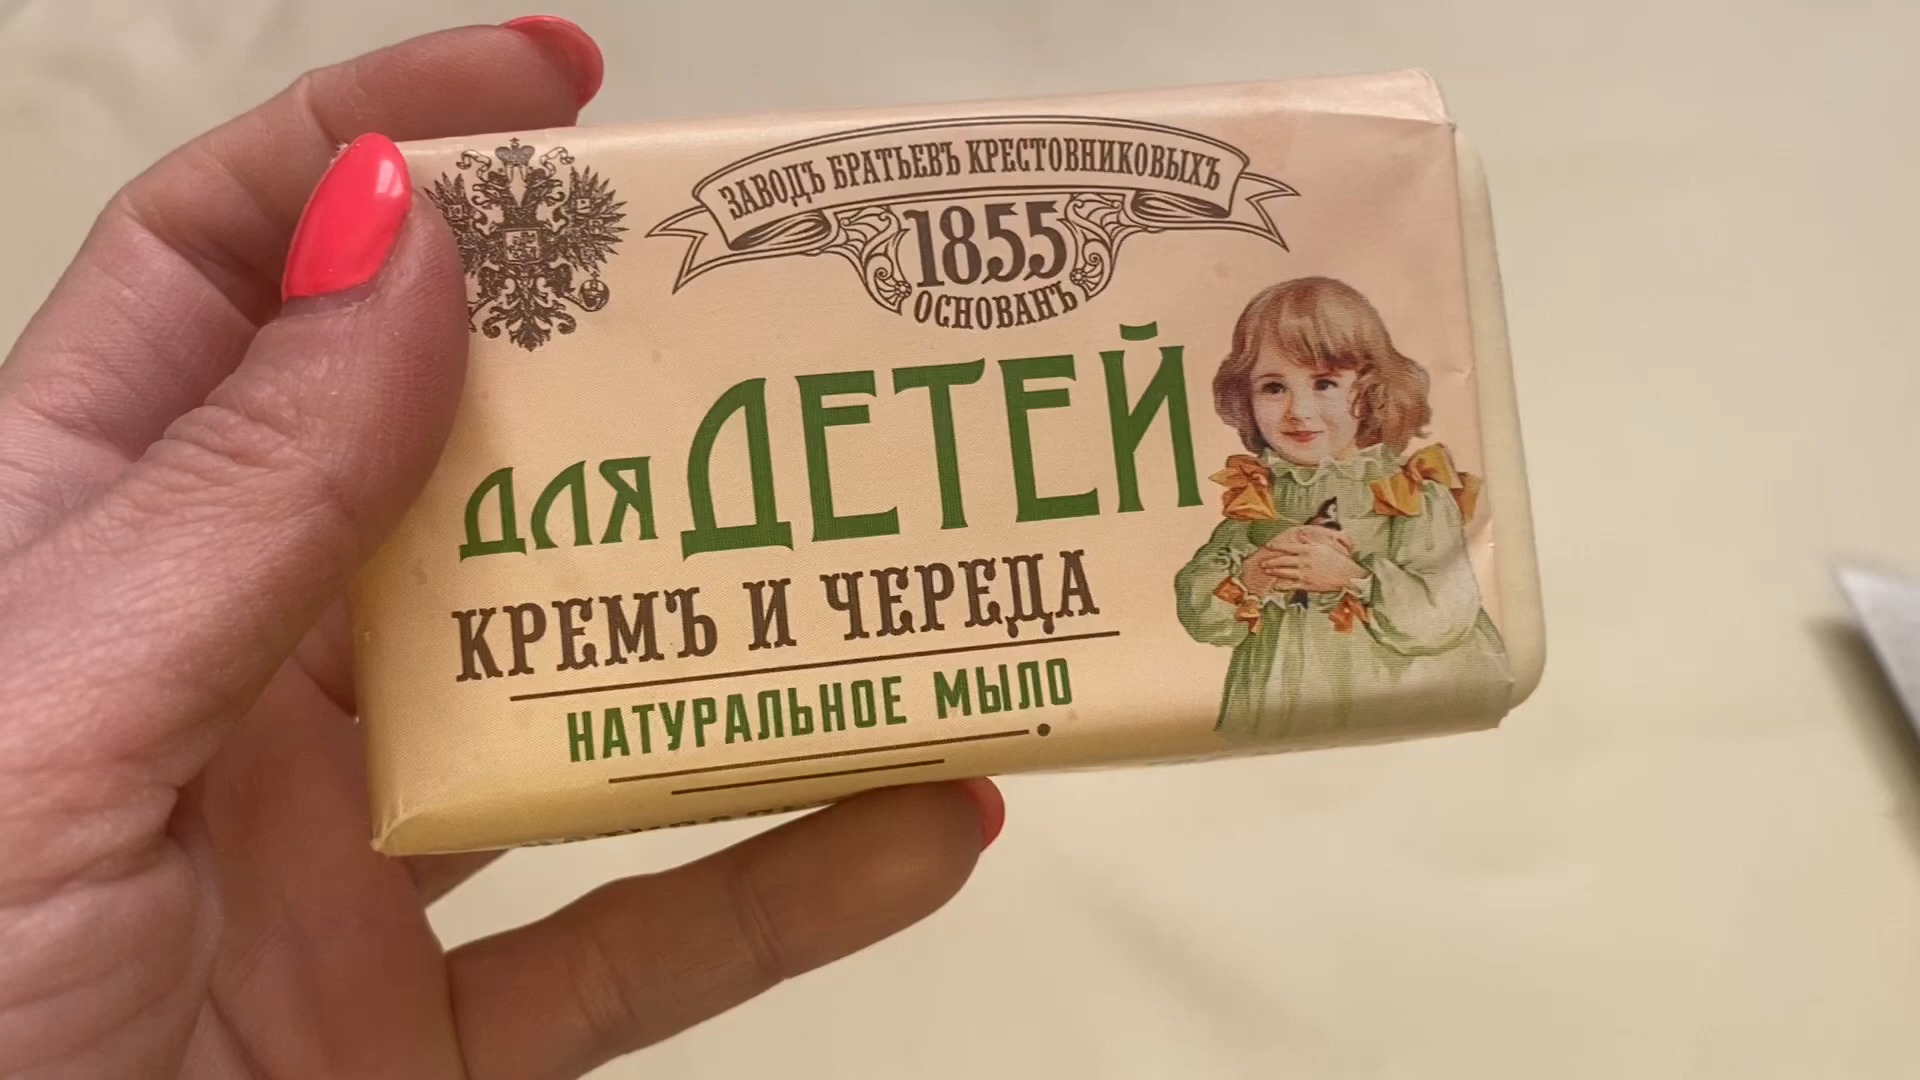 ЗАВОДЪ БРАТЬЕВЪ КРЕСТОВНИКОВЫХЪ
1855
ОСНОВАНЪ
ДЛЯ ДЕТЕЙ
КРЕМЪ И ЧЕРЕДА
НАТУРАЛЬНОЕ МЫЛО